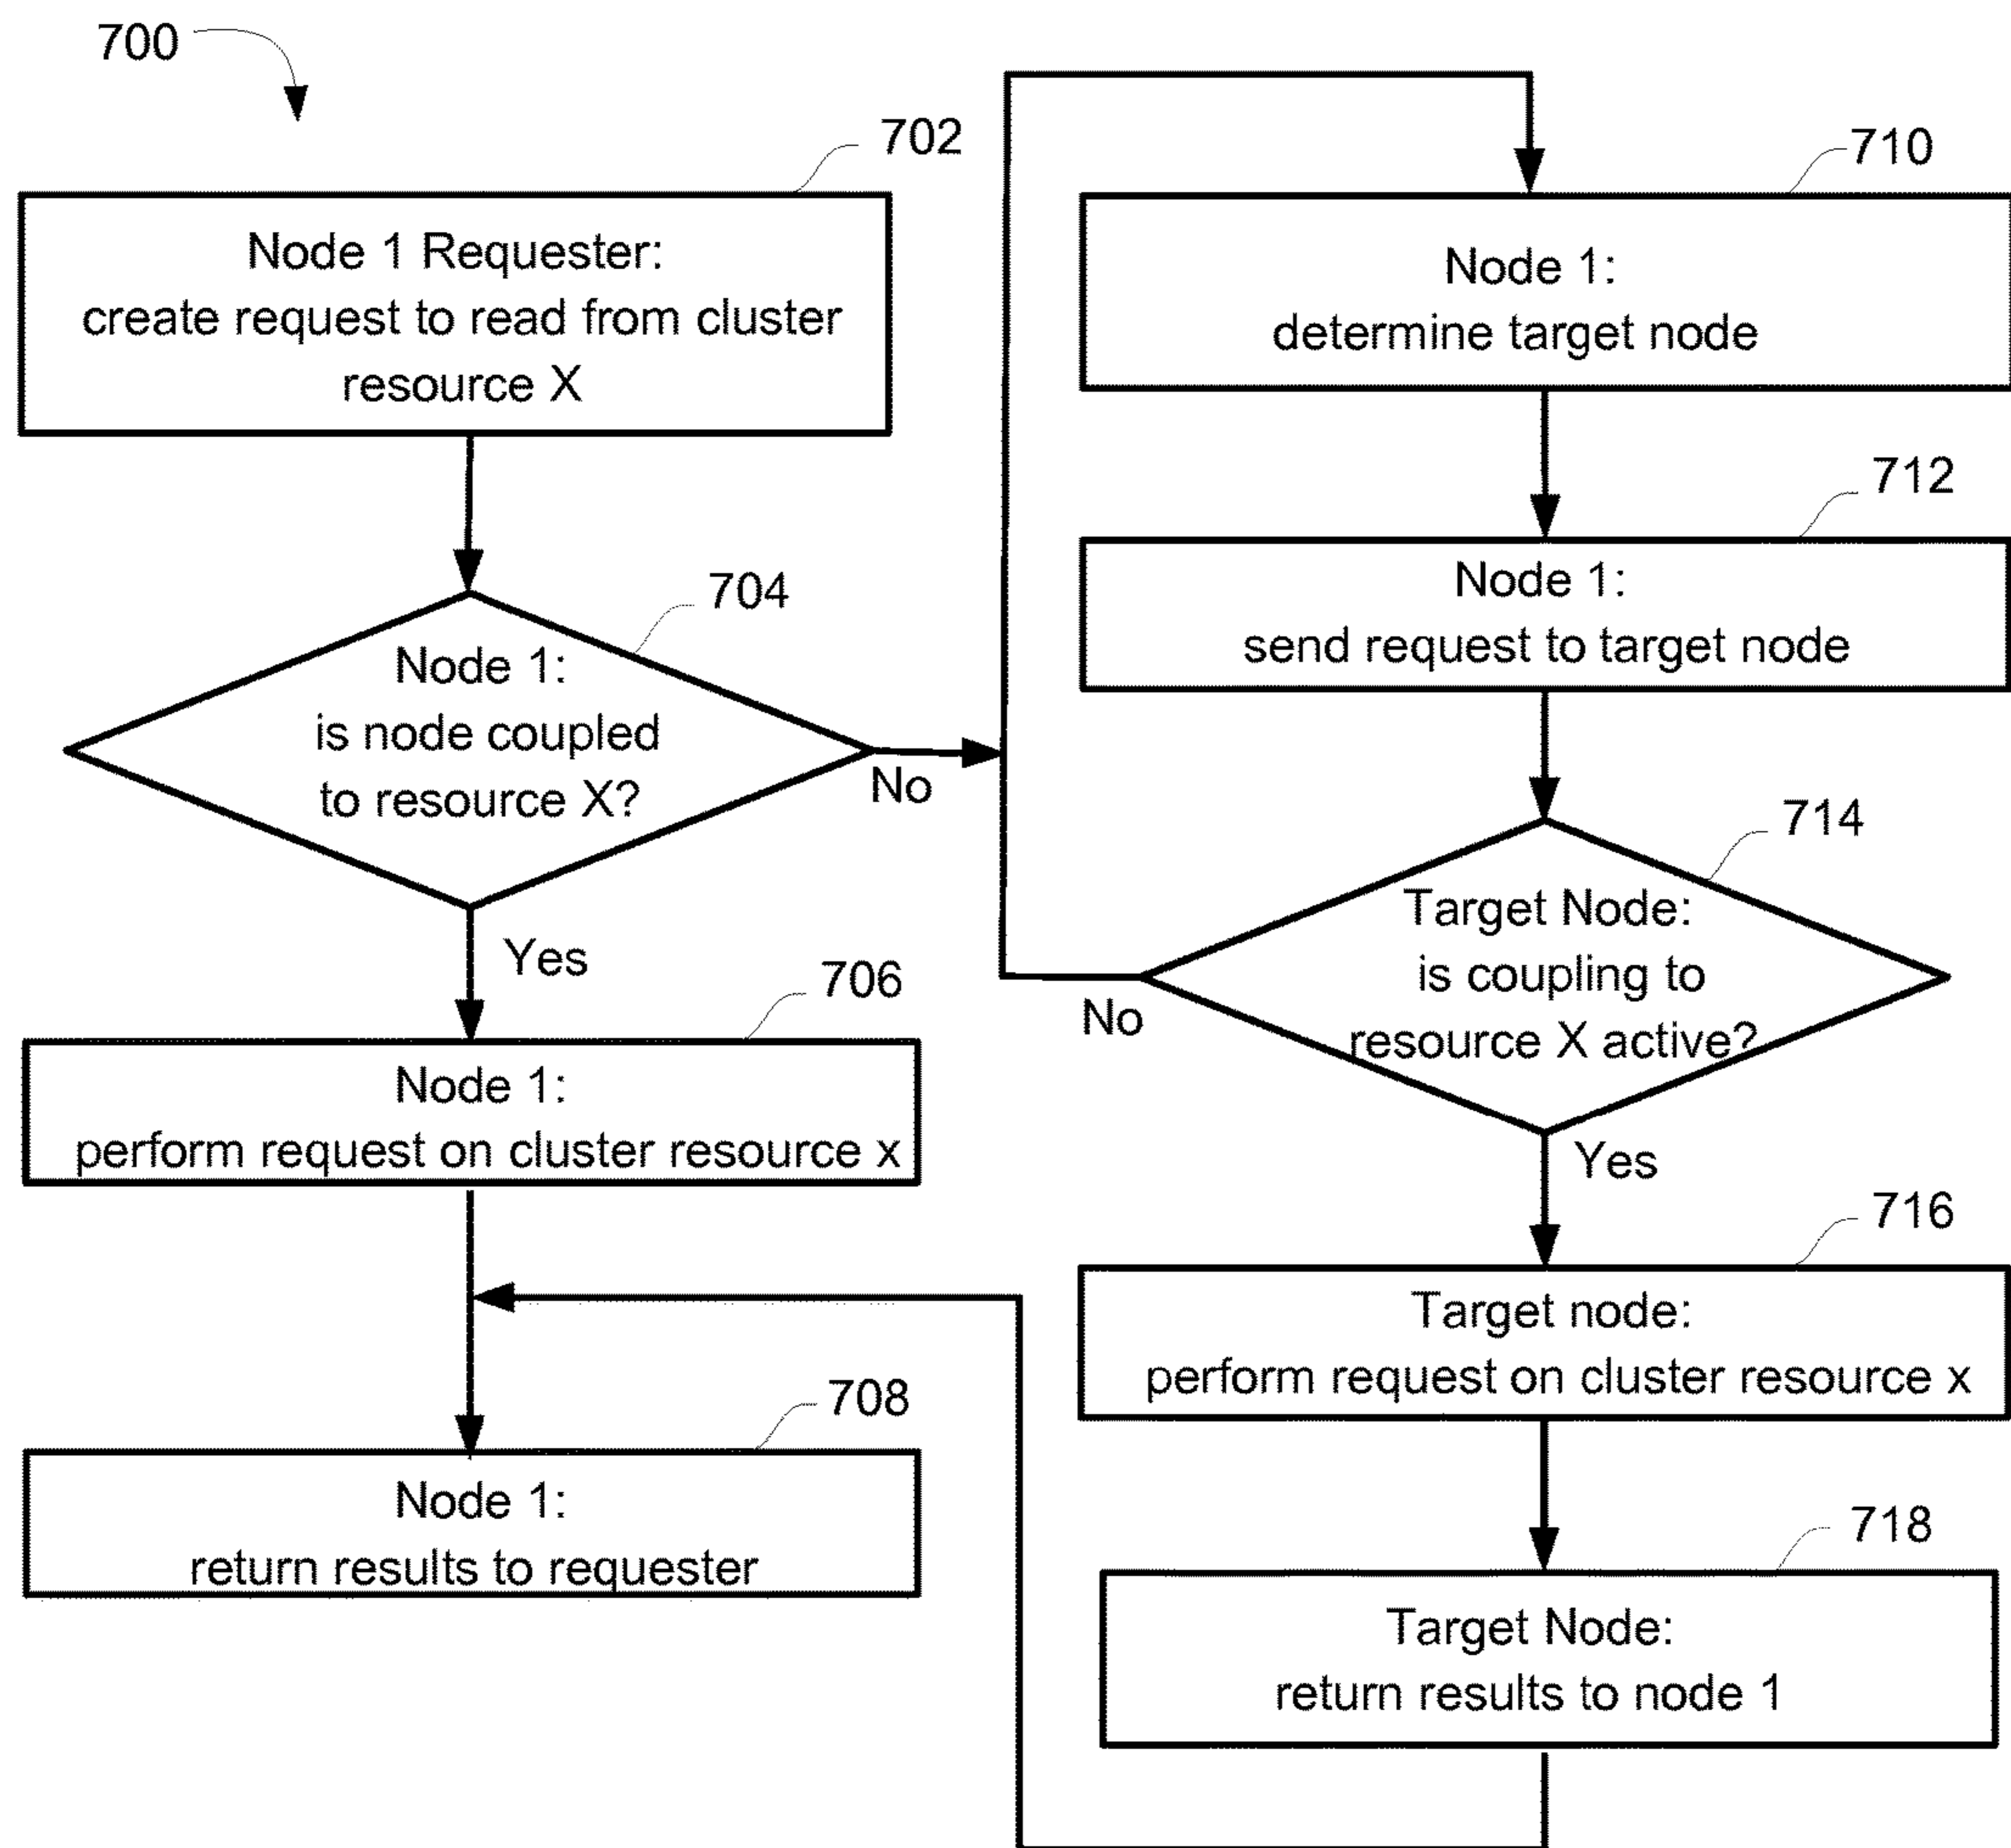 700
702
Node 1 Requester:
create request to read from cluster
resource X
704
Node 1:
is node coupled
to resource X?
No
Yes
706
Node 1:
perform request on cluster resource x
708
Node 1:
return results to requester
710
Node 1:
determine target node
712
Node 1:
send request to target node
714
Target Node:
is coupling to
resource X active?
No
Yes
716
Target node:
perform request on cluster resource x
718
Target Node:
return results to node 1